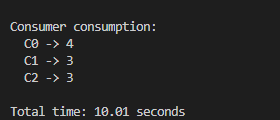 Consumer consumption:
C0 -> 4
C1 -> 3
C2 -> 3
Total time: 10.01 seconds